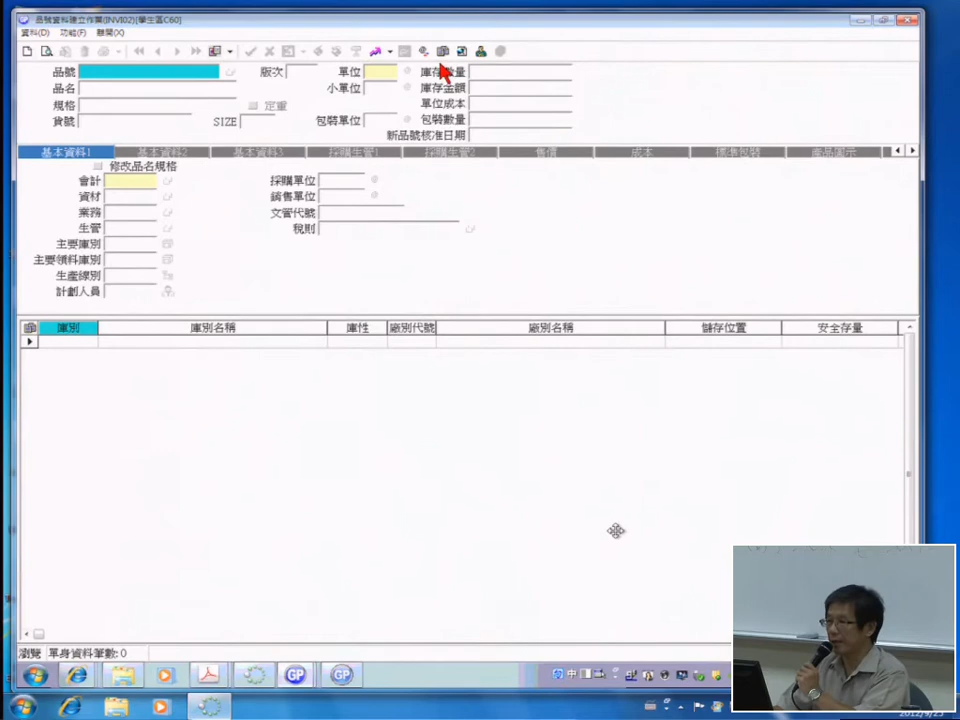 品號資料建立作業(INVI02)[學生區C60]
資料(D) 功能(F) 離開(X)
品號 版次 單位 庫存數量
品名 小單位 庫存金額
規格 定重 單位成本
貨號 SIZE 包裝單位 包裝數量
新品號核准日期
基本資料1 基本資料2 基本資料3 採購生管1 採購生管2 售價 成本 標準包裝 產品圖示
修改品名規格
會計 採購單位
資材 銷售單位
業務 文管代號
生管 稅則
主要庫別
主要領料庫別
生產線別
計劃人員
庫別 庫別名稱 庫性 廠別代號 廠別名稱 儲存位置 安全存量
瀏覽 單身資料筆數:0
中
2012/9/23